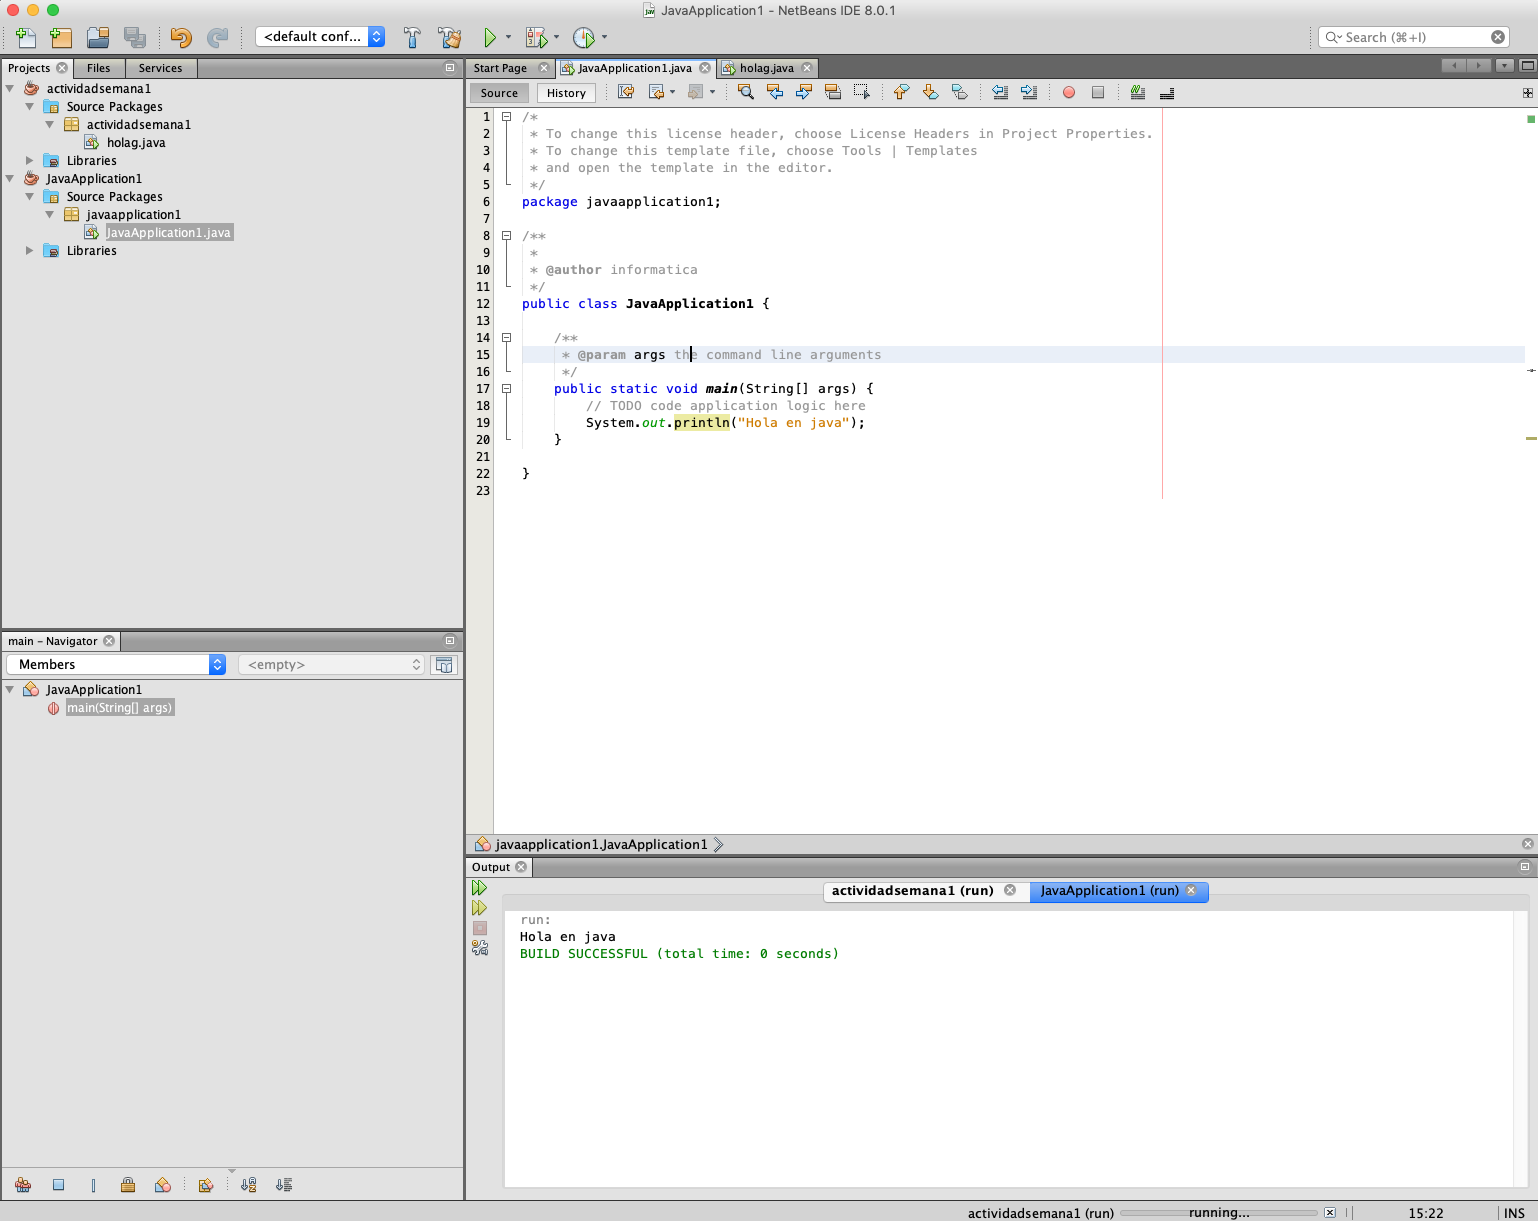 JavaApplication1 - NetBeans IDE 8.0.1
<default conf...
Search (⌘+I)
Projects Files Services
actividadsemana1
Source Packages
actividadsemana1
holag.java
Libraries
JavaApplication1
Source Packages
javaapplication1
JavaApplication1.java
Libraries
main - Navigator
Members <empty>
JavaApplication1
main(String[] args)
Start Page JavaApplication1.java holag.java
Source History
1 /*
2 * To change this license header, choose License Headers in Project Properties.
3 * To change this template file, choose Tools | Templates
4 * and open the template in the editor.
5 */
6 package javaapplication1;
7
8 /**
9 *
10 * @author informatica
11 */
12 public class JavaApplication1 {
13
14 /**
15 * @param args the command line arguments
16 */
17 public static void main(String[] args) {
18 // TODO code application logic here
19 System.out.println("Hola en java");
20 }
21
22 }
23
javaapplication1.JavaApplication1
Output
actividadsemana1 (run) JavaApplication1 (run)
run:
Hola en java
BUILD SUCCESSFUL (total time: 0 seconds)
actividadsemana1 (run) running... 15:22 INS